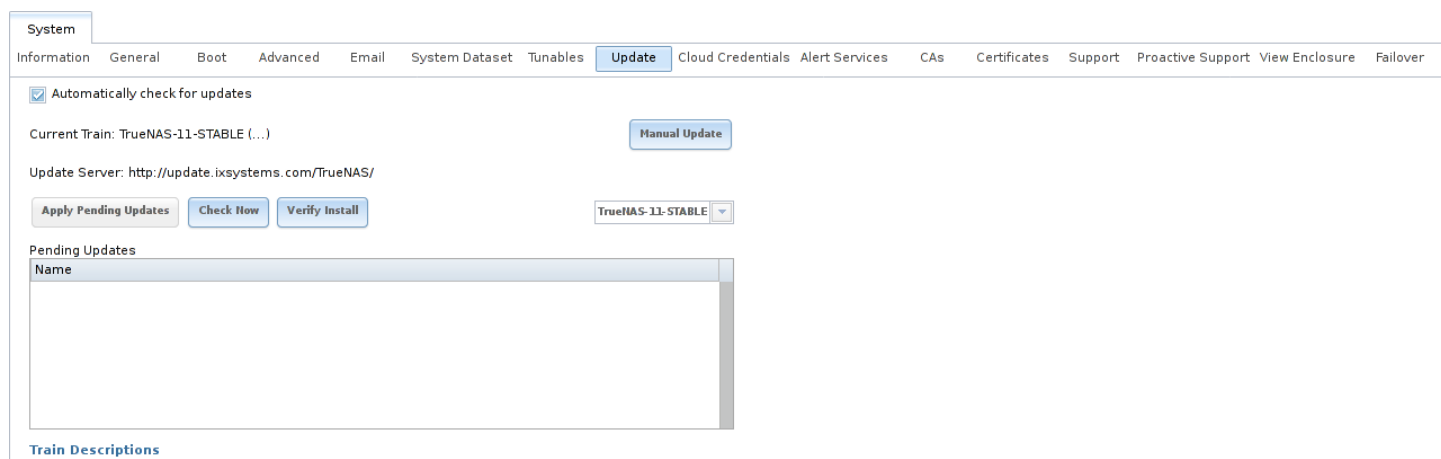 System
Information General Boot Advanced Email System Dataset Tunables Update Cloud Credentials Alert Services CAs Certificates Support Proactive Support View Enclosure Failover
Automatically check for updates
Current Train: TrueNAS-11-STABLE (...)
Manual Update
Update Server: http://update.ixsystems.com/TrueNAS/
Apply Pending Updates Check Now Verify Install TrueNAS-11-STABLE
Pending Updates
Name
Train Descriptions